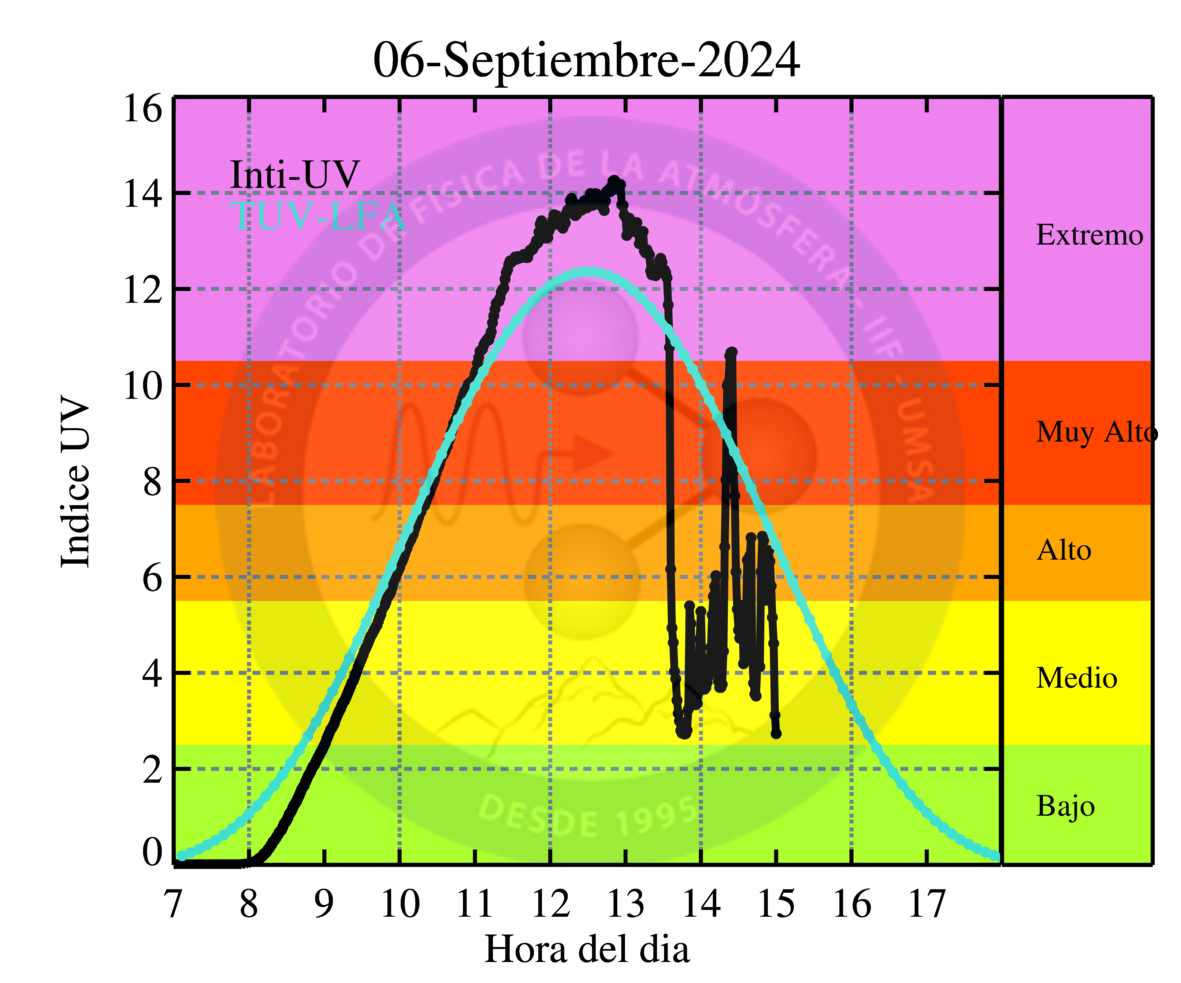 06-Septiembre-2024
Inti-UV
TUV-LFA
LABORATORIO DE FÍSICA DE LA ATMÓSFERA - IIF - UMSA
DESDE 1995
16
14
12
10
8
6
4
2
0
Indice UV
7 8 9 10 11 12 13 14 15 16 17
Hora del dia
Extremo
Muy Alto
Alto
Medio
Bajo